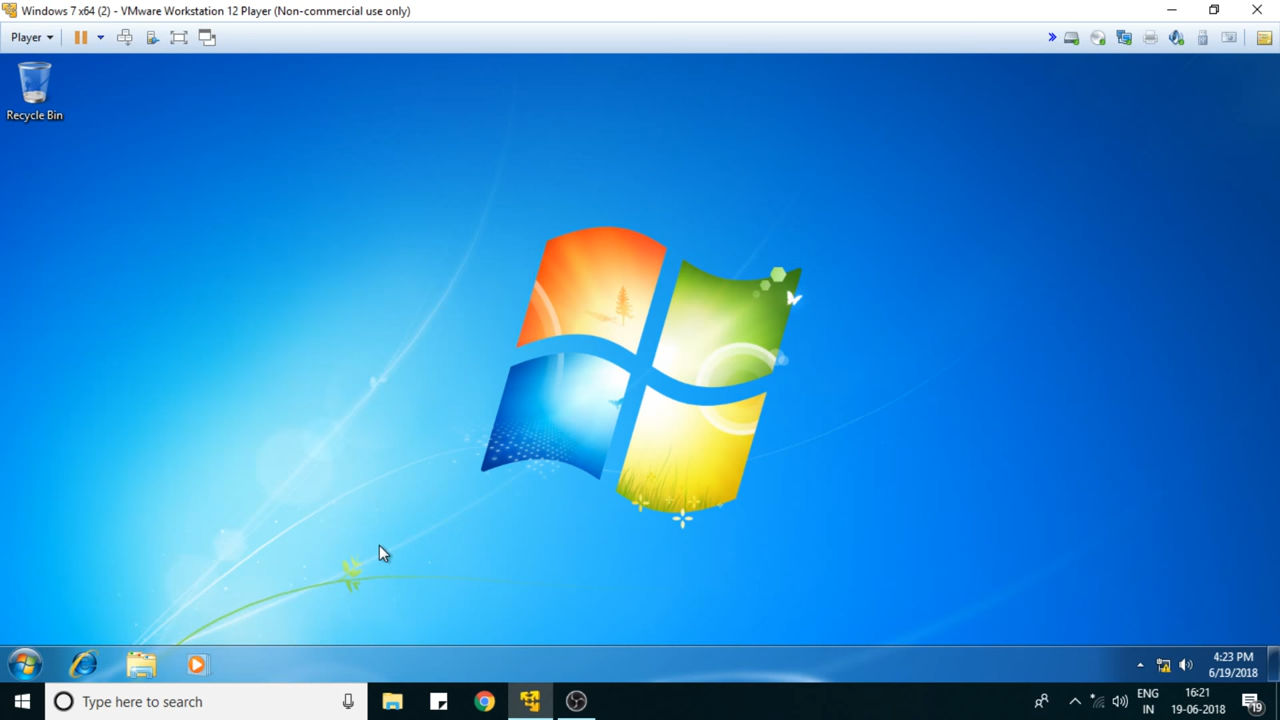 Windows 7 x64 (2) - VMware Workstation 12 Player (Non-commercial use only)
Player
Recycle Bin
4:23 PM
6/19/2018
Type here to search
ENG
IN
16:21
19-06-2018
19